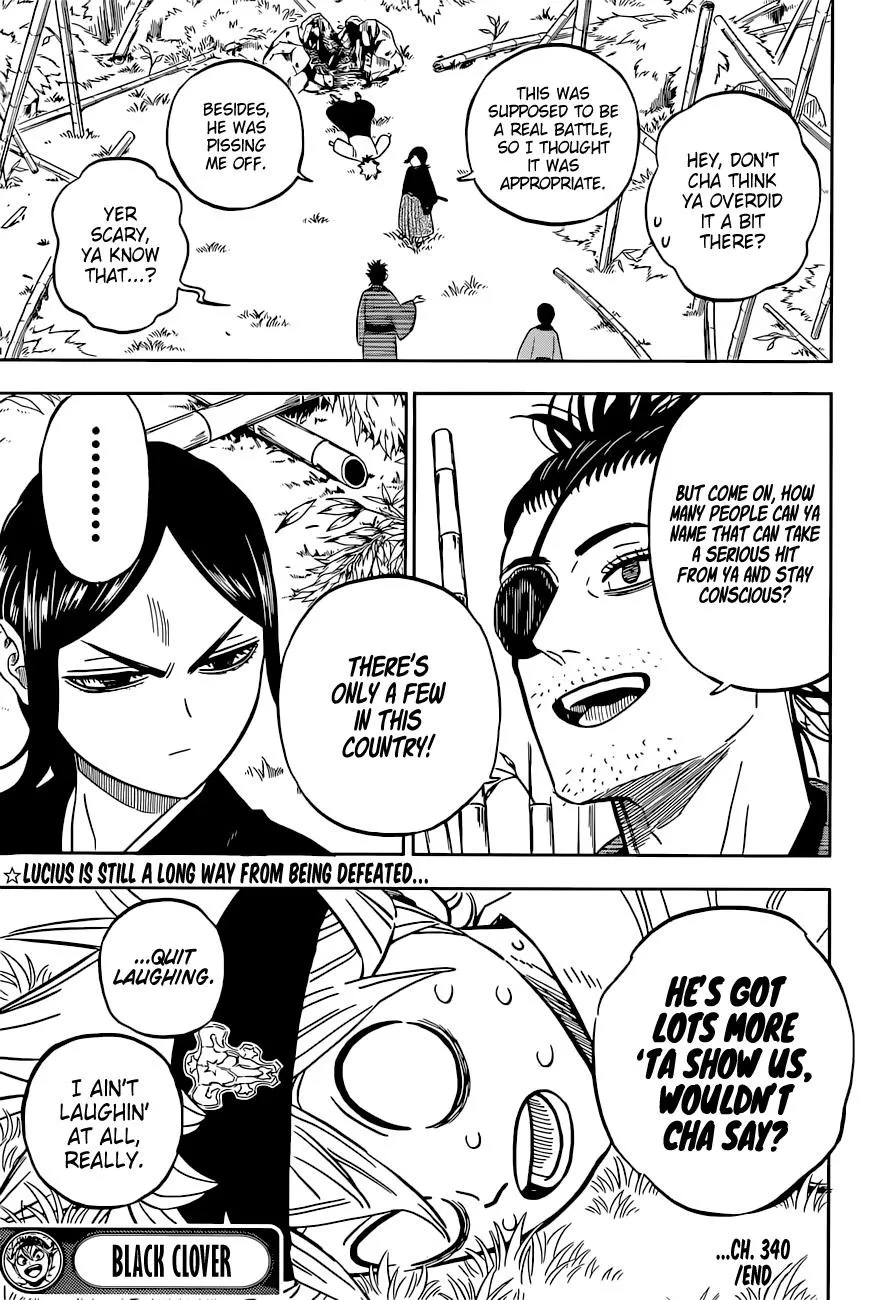 HEY, DON'T
CHA THINK
YA OVERDID
IT A BIT
THERE?
THIS WAS
SUPPOSED TO BE
A REAL BATTLE,
SO I THOUGHT
IT WAS
APPROPRIATE.
BESIDES,
HE WAS
PISSING
ME OFF.
YER
SCARY,
YA KNOW
THAT...?
BUT COME ON, HOW
MANY PEOPLE CAN YA
NAME THAT CAN TAKE
A SERIOUS HIT
FROM YA AND STAY
CONSCIOUS?
THERE'S
ONLY A FEW
IN THIS
COUNTRY!
........
☆LUCIUS IS STILL A LONG WAY FROM BEING DEFEATED...
HE'S GOT
LOTS MORE
'TA SHOW US,
WOULDN'T
CHA SAY?
...QUIT
LAUGHING.
I AIN'T
LAUGHIN'
AT ALL,
REALLY.
BLACK CLOVER
...CH. 340
/END